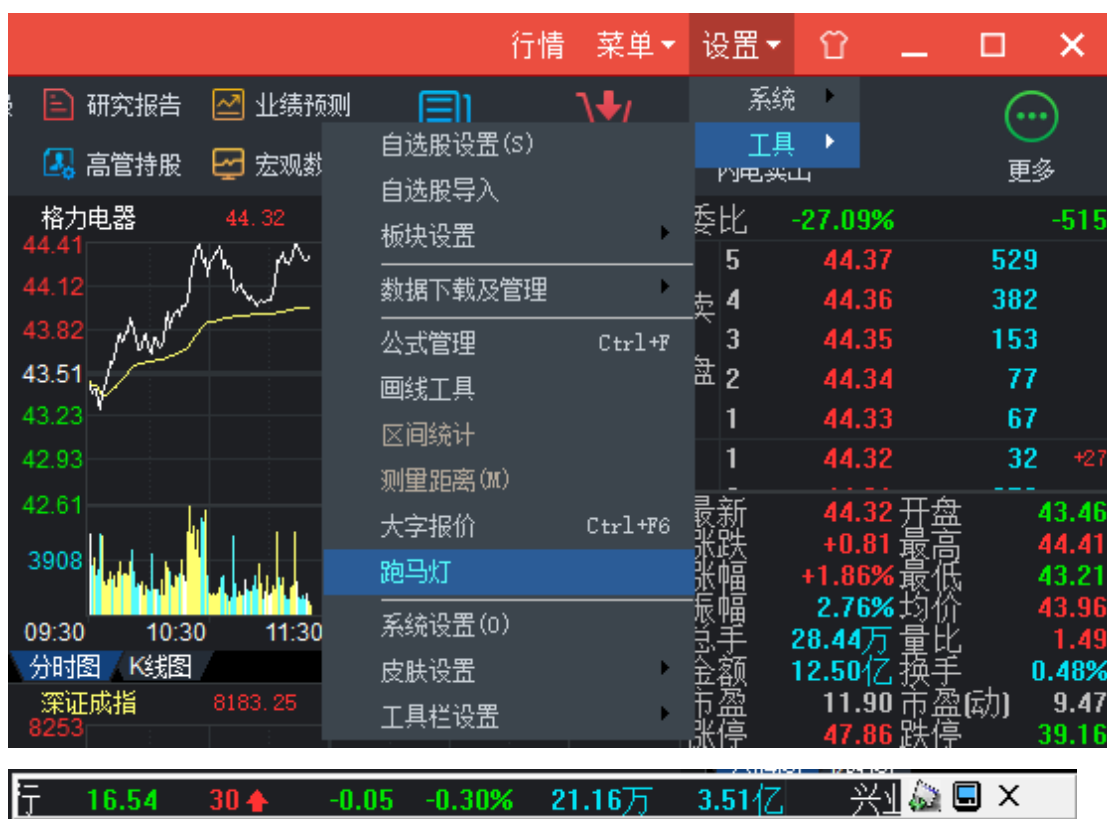 行情 菜单 设置
研究报告 业绩预测 系统
自选股设置(S) 工具
高管持股 宏观数 闪电卖出 更多
自选股导入
格力电器 44.32 板块设置 委比 -27.09% -515
44.41 5 44.37 529
44.12 数据下载及管理 卖 4 44.36 382
43.82 公式管理 Ctrl+F 3 44.35 153
43.51 画线工具 盘 2 44.34 77
43.23 区间统计 1 44.33 67
42.93 测量距离(M) 1 44.32 32 +27
42.61 大字报价 Ctrl+F6 最新 44.32 开盘 43.46
涨跌 +0.81 最高 44.41
3908 跑马灯 涨幅 +1.86% 最低 43.21
振幅 2.76% 均价 43.96
09:30 10:30 11:30 系统设置(O) 总手 28.44万 量比 1.49
分时图 K线图 皮肤设置 金额 12.50亿 换手 0.48%
深证成指 8183.25 工具栏设置 市盈 11.90 市盈(动) 9.47
8253 涨停 47.86 跌停 39.16
行 16.54 30 -0.05 -0.30% 21.16万 3.51亿 兴业